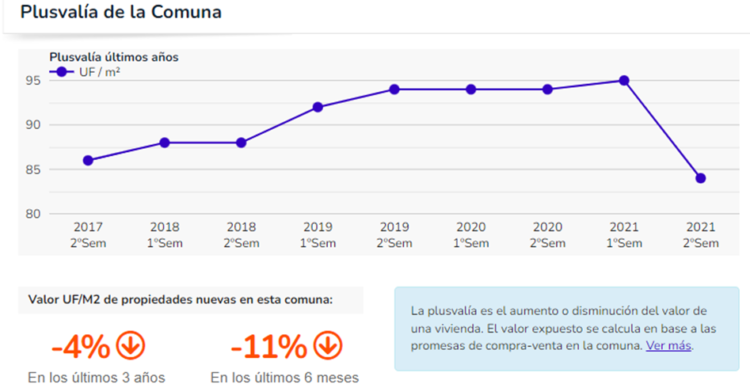 Plusvalía de la Comuna
Plusvalía últimos años
UF / m²
95
90
85
80
2017 2018 2018 2019 2019 2020 2020 2021 2021
2°Sem 1°Sem 2°Sem 1°Sem 2°Sem 1°Sem 2°Sem 1°Sem 2°Sem
Valor UF/M2 de propiedades nuevas en esta comuna:
-4% -11%
En los últimos 3 años En los últimos 6 meses
La plusvalía es el aumento o disminución del valor de
una vivienda. El valor expuesto se calcula en base a las
promesas de compra-venta en la comuna. Ver más.